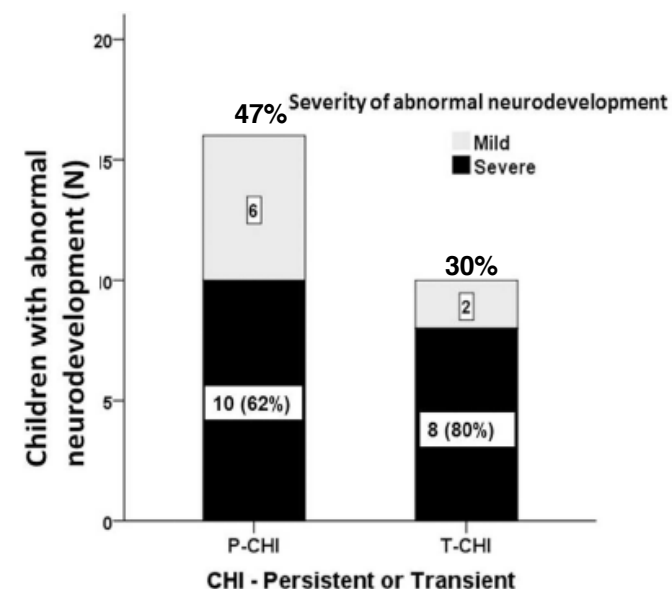 20
47%
Severity of abnormal neurodevelopment
Mild
Severe
15
6
30%
10
2
10 (62%)
5
8 (80%)
0
P-CHI
T-CHI
CHI - Persistent or Transient
Children with abnormal
neurodevelopment (N)